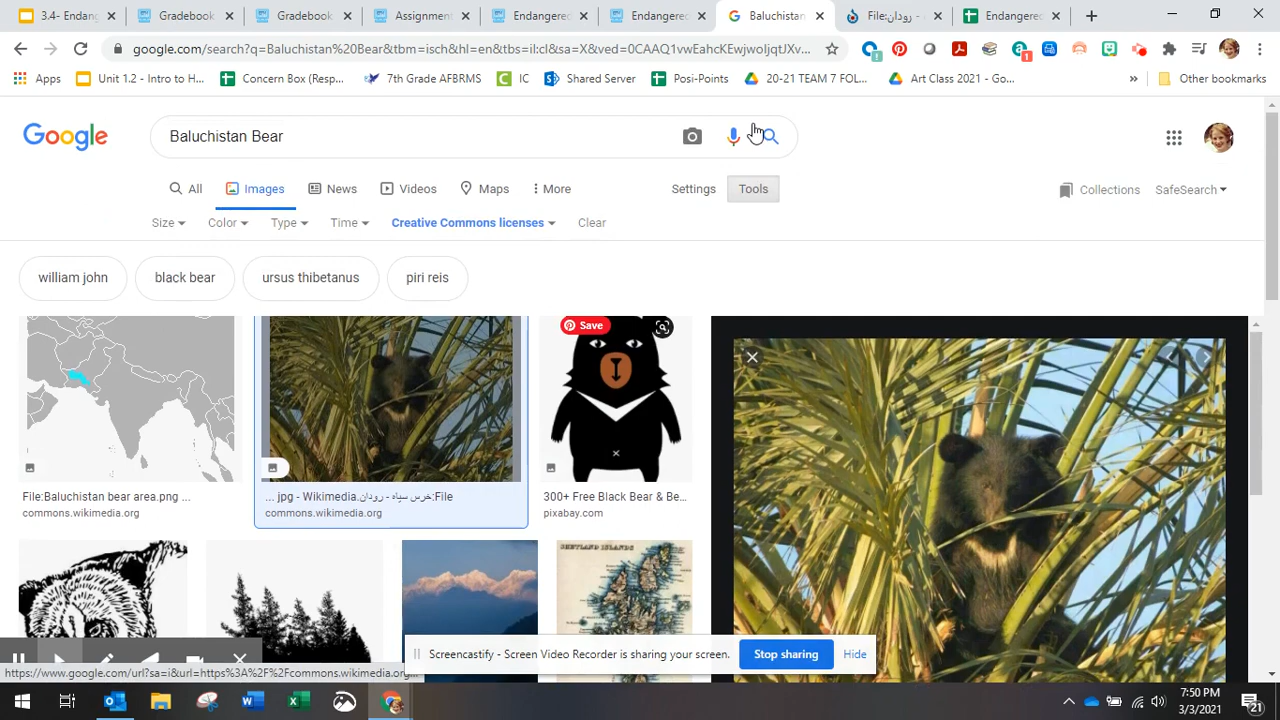 3.4- Endang
Gradebook
Gradebook
Assignment
Endangered
Endangered
Baluchistan
File:رودان -
Endangered
google.com/search?q=Baluchistan%20Bear&tbm=isch&hl=en&tbs=il:cl&sa=X&ved=0CAAQ1vwEahcKEwjwoIjqtJXv...
Apps
Unit 1.2 - Intro to H...
Concern Box (Resp...
7th Grade AFBRMS
IC
Shared Server
Posi-Points
20-21 TEAM 7 FOL...
Art Class 2021 - Go...
Other bookmarks
Google
Baluchistan Bear
All
Images
News
Videos
Maps
More
Settings
Tools
Collections
SafeSearch
Size
Color
Type
Time
Creative Commons licenses
Clear
william john
black bear
ursus thibetanus
piri reis
Save
File:Baluchistan bear area.png ...
commons.wikimedia.org
... jpg - Wikimedia.خرس سیاه - رودان:File
commons.wikimedia.org
300+ Free Black Bear & Be...
pixabay.com
SHETLAND ISLANDS
Screencastify - Screen Video Recorder is sharing your screen.
Stop sharing
Hide
https://www.google.com/url?sa=i&url=https%3A%2F%2Fcommons.wikimedia.org...
7:50 PM
3/3/2021
21